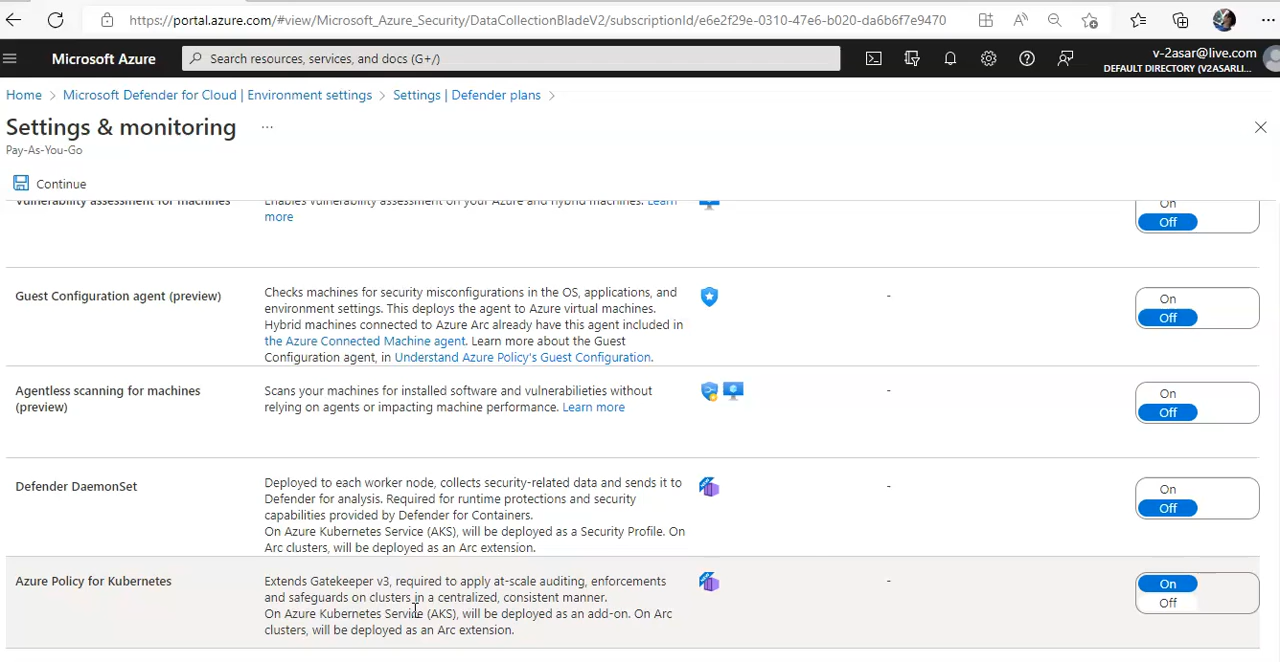 https://portal.azure.com/#view/Microsoft_Azure_Security/DataCollectionBladeV2/subscriptionId/e6e2f29e-0310-47e6-b020-da6b6f7e9470
Microsoft Azure
Search resources, services, and docs (G+/)
v-2asar@live.com
DEFAULT DIRECTORY (V2ASARLI...
Home > Microsoft Defender for Cloud | Environment settings > Settings | Defender plans >
Settings & monitoring ...
Pay-As-You-Go
Continue
Vulnerability assessment for machines
Enables vulnerability assessment on your Azure and Hybrid machines. Learn
more
On
Off
Guest Configuration agent (preview)
Checks machines for security misconfigurations in the OS, applications, and
environment settings. This deploys the agent to Azure virtual machines.
Hybrid machines connected to Azure Arc already have this agent included in
the Azure Connected Machine agent. Learn more about the Guest
Configuration agent, in Understand Azure Policy's Guest Configuration.
-
On
Off
Agentless scanning for machines
(preview)
Scans your machines for installed software and vulnerabilieties without
relying on agents or impacting machine performance. Learn more
-
On
Off
Defender DaemonSet
Deployed to each worker node, collects security-related data and sends it to
Defender for analysis. Required for runtime protections and security
capabilities provided by Defender for Containers.
On Azure Kubernetes Service (AKS), will be deployed as a Security Profile. On
Arc clusters, will be deployed as an Arc extension.
-
On
Off
Azure Policy for Kubernetes
Extends Gatekeeper v3, required to apply at-scale auditing, enforcements
and safeguards on clusters in a centralized, consistent manner.
On Azure Kubernetes Service (AKS), will be deployed as an add-on. On Arc
clusters, will be deployed as an Arc extension.
-
On
Off